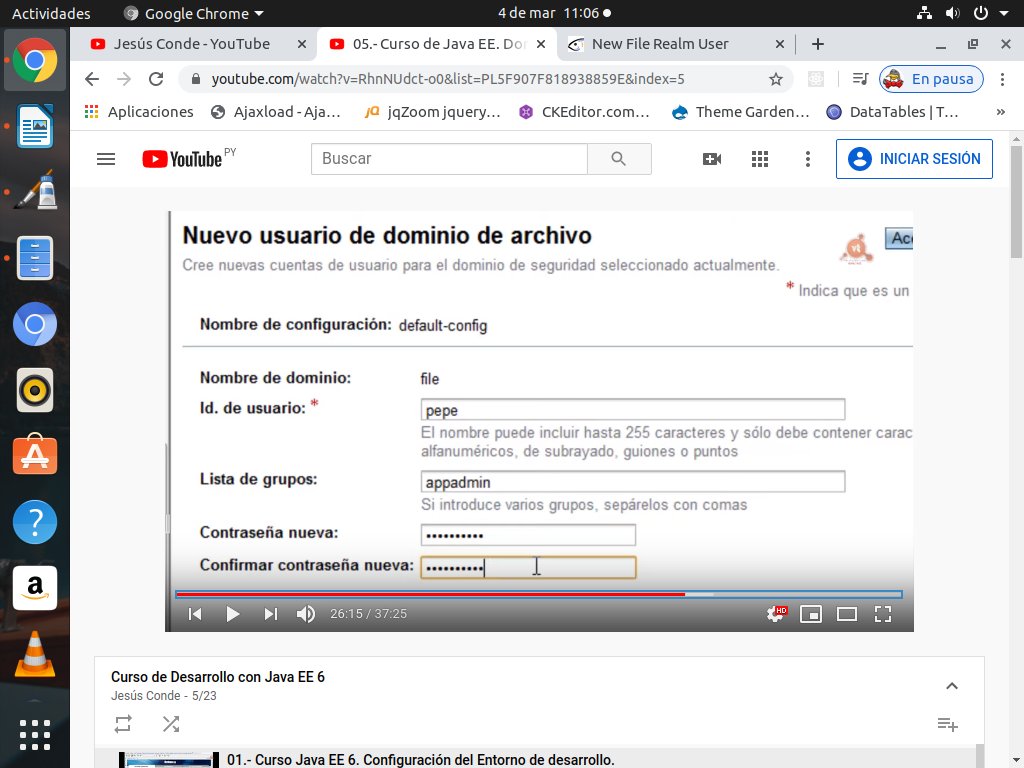 Actividades
Google Chrome
4 de mar 11:06
Jesús Conde - YouTube
05.- Curso de Java EE. Dor
New File Realm User
youtube.com/watch?v=RhnNUdct-o0&list=PL5F907F818938859E&index=5
En pausa
Aplicaciones
Ajaxload - Aja...
jqZoom jquery...
CKEditor.com...
Theme Garden...
DataTables | T...
»
YouTube PY
Buscar
INICIAR SESIÓN
Nuevo usuario de dominio de archivo
Ace
Cree nuevas cuentas de usuario para el dominio de seguridad seleccionado actualmente.
* Indica que es un
Nombre de configuración: default-config
Nombre de dominio: file
Id. de usuario: * pepe
El nombre puede incluir hasta 255 caracteres y sólo debe contener carac
alfanuméricos, de subrayado, guiones o puntos
Lista de grupos: appadmin
Si introduce varios grupos, sepárelos con comas
Contraseña nueva: ••••••••••
Confirmar contraseña nueva: ••••••••••
26:15 / 37:25
HD
Curso de Desarrollo con Java EE 6
Jesús Conde - 5/23
01.- Curso Java EE 6. Configuración del Entorno de desarrollo.